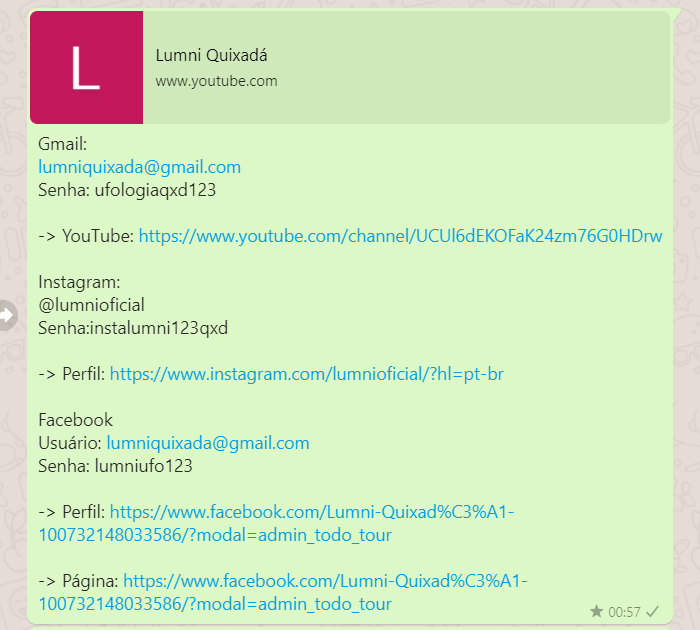 L
Lumni Quixadá
www.youtube.com
Gmail:
lumniquixada@gmail.com
Senha: ufologiaqxd123
-> YouTube: https://www.youtube.com/channel/UCUl6dEKOFaK24zm76G0HDrw
Instagram:
@lumnioficial
Senha:instalumni123qxd
-> Perfil: https://www.instagram.com/lumnioficial/?hl=pt-br
Facebook
Usuário: lumniquixada@gmail.com
Senha: lumniufo123
-> Perfil: https://www.facebook.com/Lumni-Quixad%C3%A1-
100732148033586/?modal=admin_todo_tour
-> Página: https://www.facebook.com/Lumni-Quixad%C3%A1-
100732148033586/?modal=admin_todo_tour
00:57